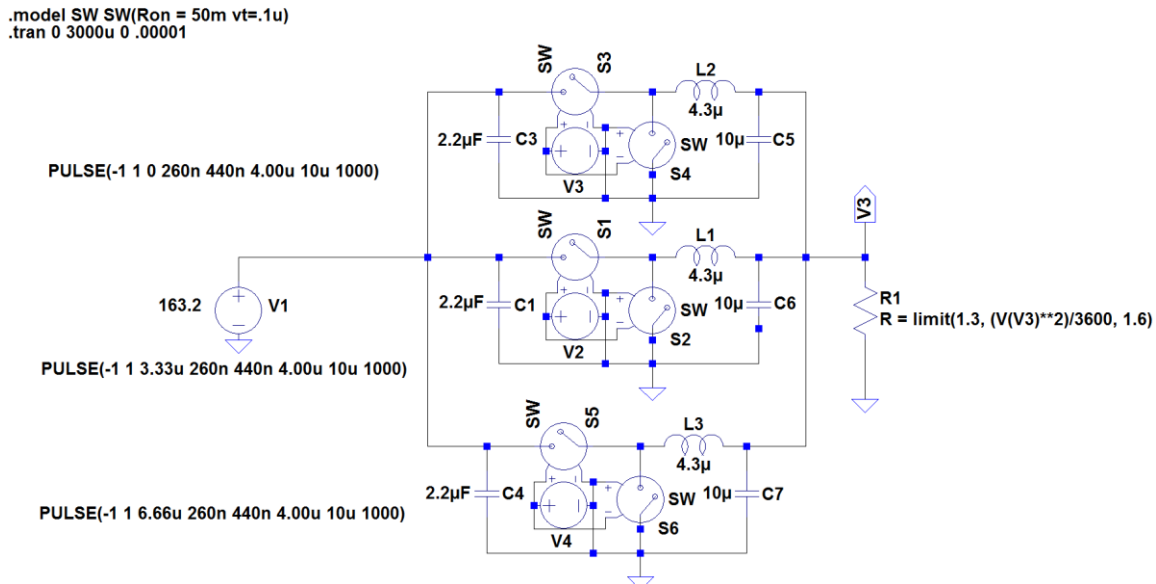 .model SW SW(Ron = 50m vt=.1u)
.tran 0 3000u 0 .00001
SW
S3
L2
4.3µ
2.2µF
C3
+
-
+
-
+
-
V3
SW
S4
10µ
C5
PULSE(-1 1 0 260n 440n 4.00u 10u 1000)
SW
S1
L1
4.3µ
V3
163.2
+
-
V1
2.2µF
C1
+
-
+
-
+
-
V2
SW
S2
10µ
C6
R1
R = limit(1.3, (V(V3)**2)/3600, 1.6)
PULSE(-1 1 3.33u 260n 440n 4.00u 10u 1000)
SW
S5
L3
4.3µ
2.2µF
C4
+
-
+
-
+
-
V4
SW
S6
10µ
C7
PULSE(-1 1 6.66u 260n 440n 4.00u 10u 1000)